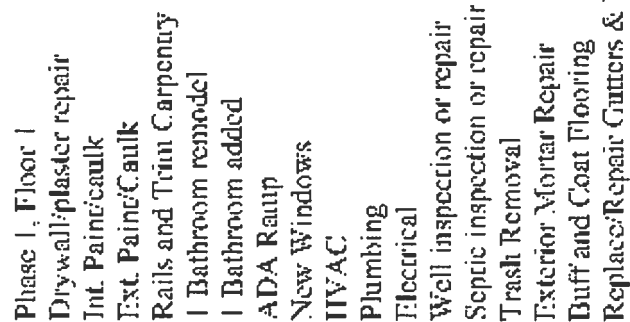 Phase 1, Floor 1
Drywall/plaster repair
Int. Paint/caulk
Ext. Paint/Caulk
Rails and Trim Carpentry
1 Bathroom remodel
1 Bathroom added
ADA Ramp
New Windows
HVAC
Plumbing
Electrical
Well inspection or repair
Septic inspection or repair
Trash Removal
Exterior Mortar Repair
Buff and Coat Flooring
Replace/Repair Gutters &